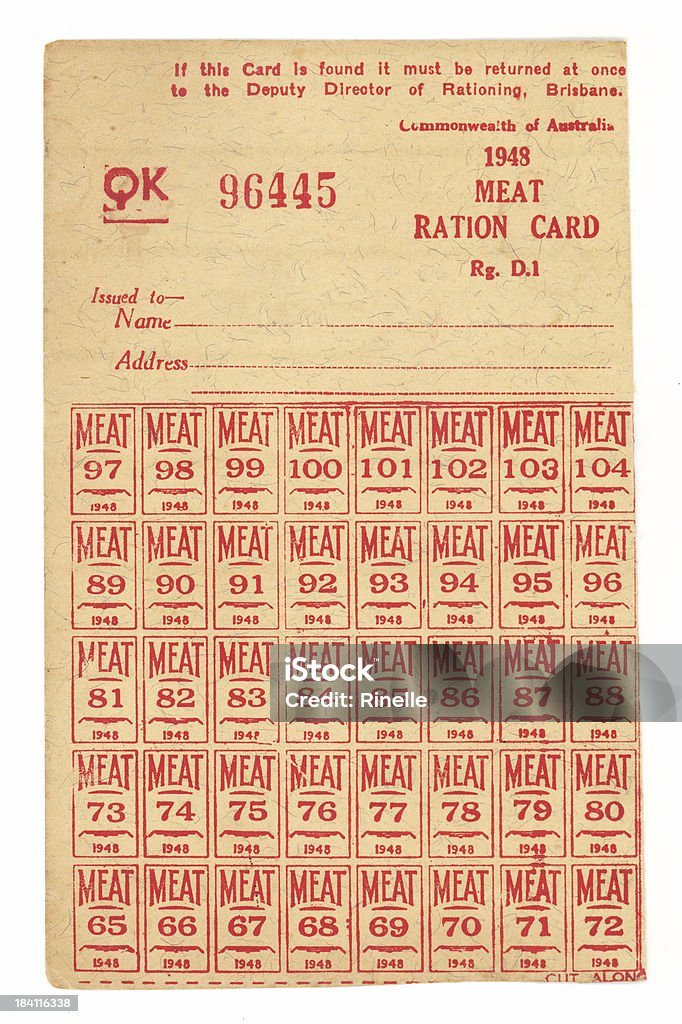 If this Card is found it must be returned at once
to the Deputy Director of Rationing, Brisbane.
Commonwealth of Australia
1948
MEAT
RATION CARD
Rg. D.1
QK 96445
Issued to—
Name
Address
MEAT MEAT MEAT MEAT MEAT MEAT MEAT MEAT
97 98 99 100 101 102 103 104
1948 1948 1948 1948 1948 1948 1948 1948
MEAT MEAT MEAT MEAT MEAT MEAT MEAT MEAT
89 90 91 92 93 94 95 96
1948 1948 1948 1948 1948 1948 1948 1948
MEAT MEAT MEAT MEAT MEAT MEAT MEAT MEAT
81 82 83 84 85 86 87 88
1948 1948 1948 1948 1948 1948 1948 1948
iStock
Credit: Rinelle
MEAT MEAT MEAT MEAT MEAT MEAT MEAT MEAT
73 74 75 76 77 78 79 80
1948 1948 1948 1948 1948 1948 1948 1948
MEAT MEAT MEAT MEAT MEAT MEAT MEAT MEAT
65 66 67 68 69 70 71 72
1948 1948 1948 1948 1948 1948 1948 1948
CUT ALONG
184116338